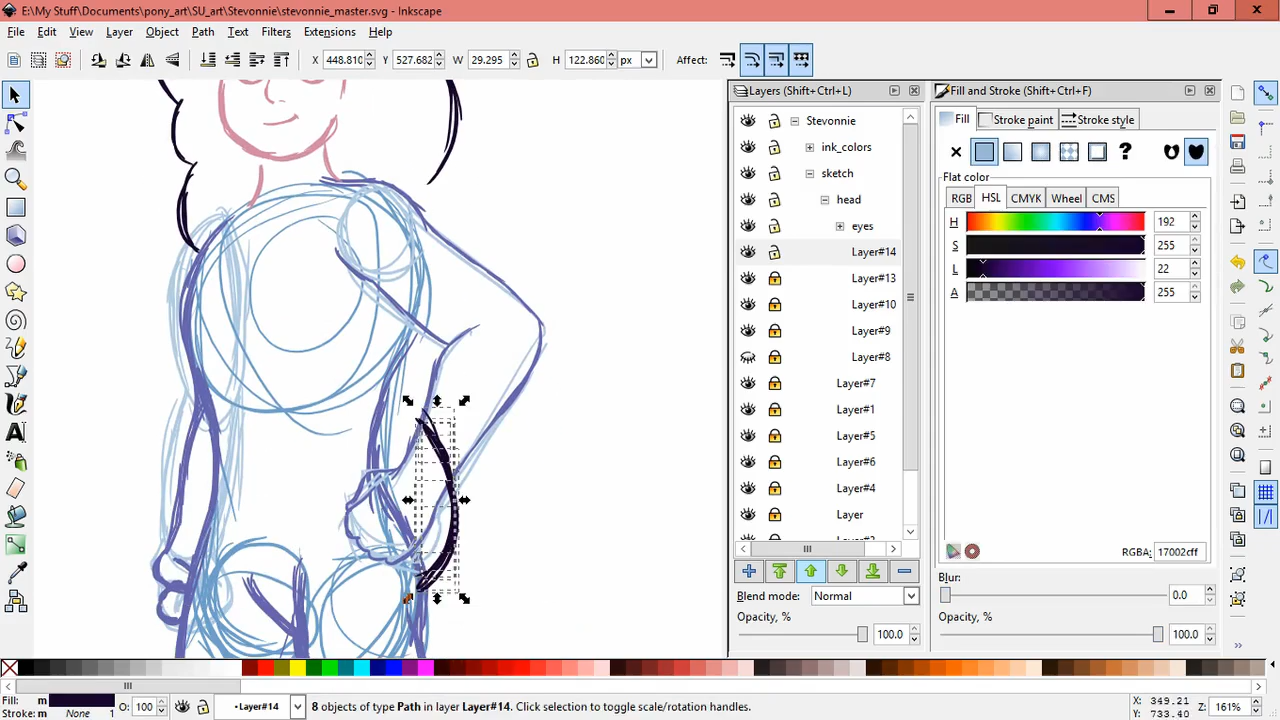 E:\My Stuff\Documents\pony_art\SU_art\Stevonnie\stevonnie_master.svg - Inkscape
File Edit View Layer Object Path Text Filters Extensions Help
X 448.810 Y 527.682 W 29.295 H 122.860 px Affect:
Layers (Shift+Ctrl+L)
Fill and Stroke (Shift+Ctrl+F)
Stevonnie
ink_colors
sketch
head
eyes
Layer#14
Layer#13
Layer#10
Layer#9
Layer#8
Layer#7
Layer#1
Layer#5
Layer#6
Layer#4
Layer
Blend mode: Normal
Opacity, %
100.0
Fill Stroke paint Stroke style
?
Flat color
RGB HSL CMYK Wheel CMS
H 192
S 255
L 22
A 255
RGBA: 17002cff
Blur:
0.0
Opacity, %
100.0
Fill: m
Stroke: m None 1
O: 100
•Layer#14
8 objects of type Path in layer Layer#14. Click selection to toggle scale/rotation handles.
X: 349.21
Y: 733.40
Z: 161%